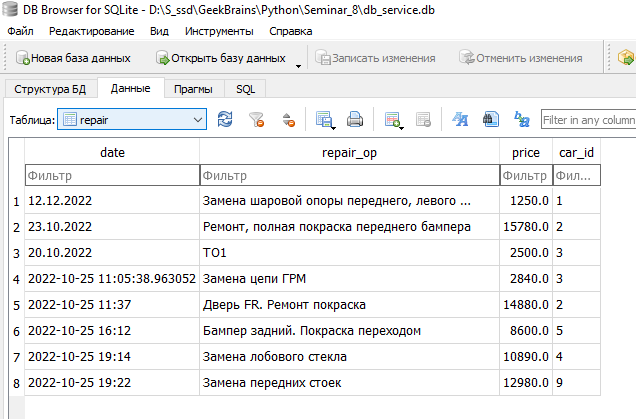 DB Browser for SQLite - D:\S_ssd\GeekBrains\Python\Seminar_8\db_service.db
Файл Редактирование Вид Инструменты Справка
Новая база данных Открыть базу данных Записать изменения Отменить изменения
Структура БД Данные Прагмы SQL
Таблица: repair Filter in any column
date repair_op price car_id
Фильтр Фильтр Фильтр Фил...
1 12.12.2022 Замена шаровой опоры переднего, левого ... 1250.0 1
2 23.10.2022 Ремонт, полная покраска переднего бампера 15780.0 2
3 20.10.2022 ТО1 2500.0 3
4 2022-10-25 11:05:38.963052 Замена цепи ГРМ 2840.0 3
5 2022-10-25 11:37 Дверь FR. Ремонт покраска 14880.0 2
6 2022-10-25 16:12 Бампер задний. Покраска переходом 8600.0 5
7 2022-10-25 19:14 Замена лобового стекла 10890.0 4
8 2022-10-25 19:22 Замена передних стоек 12980.0 9